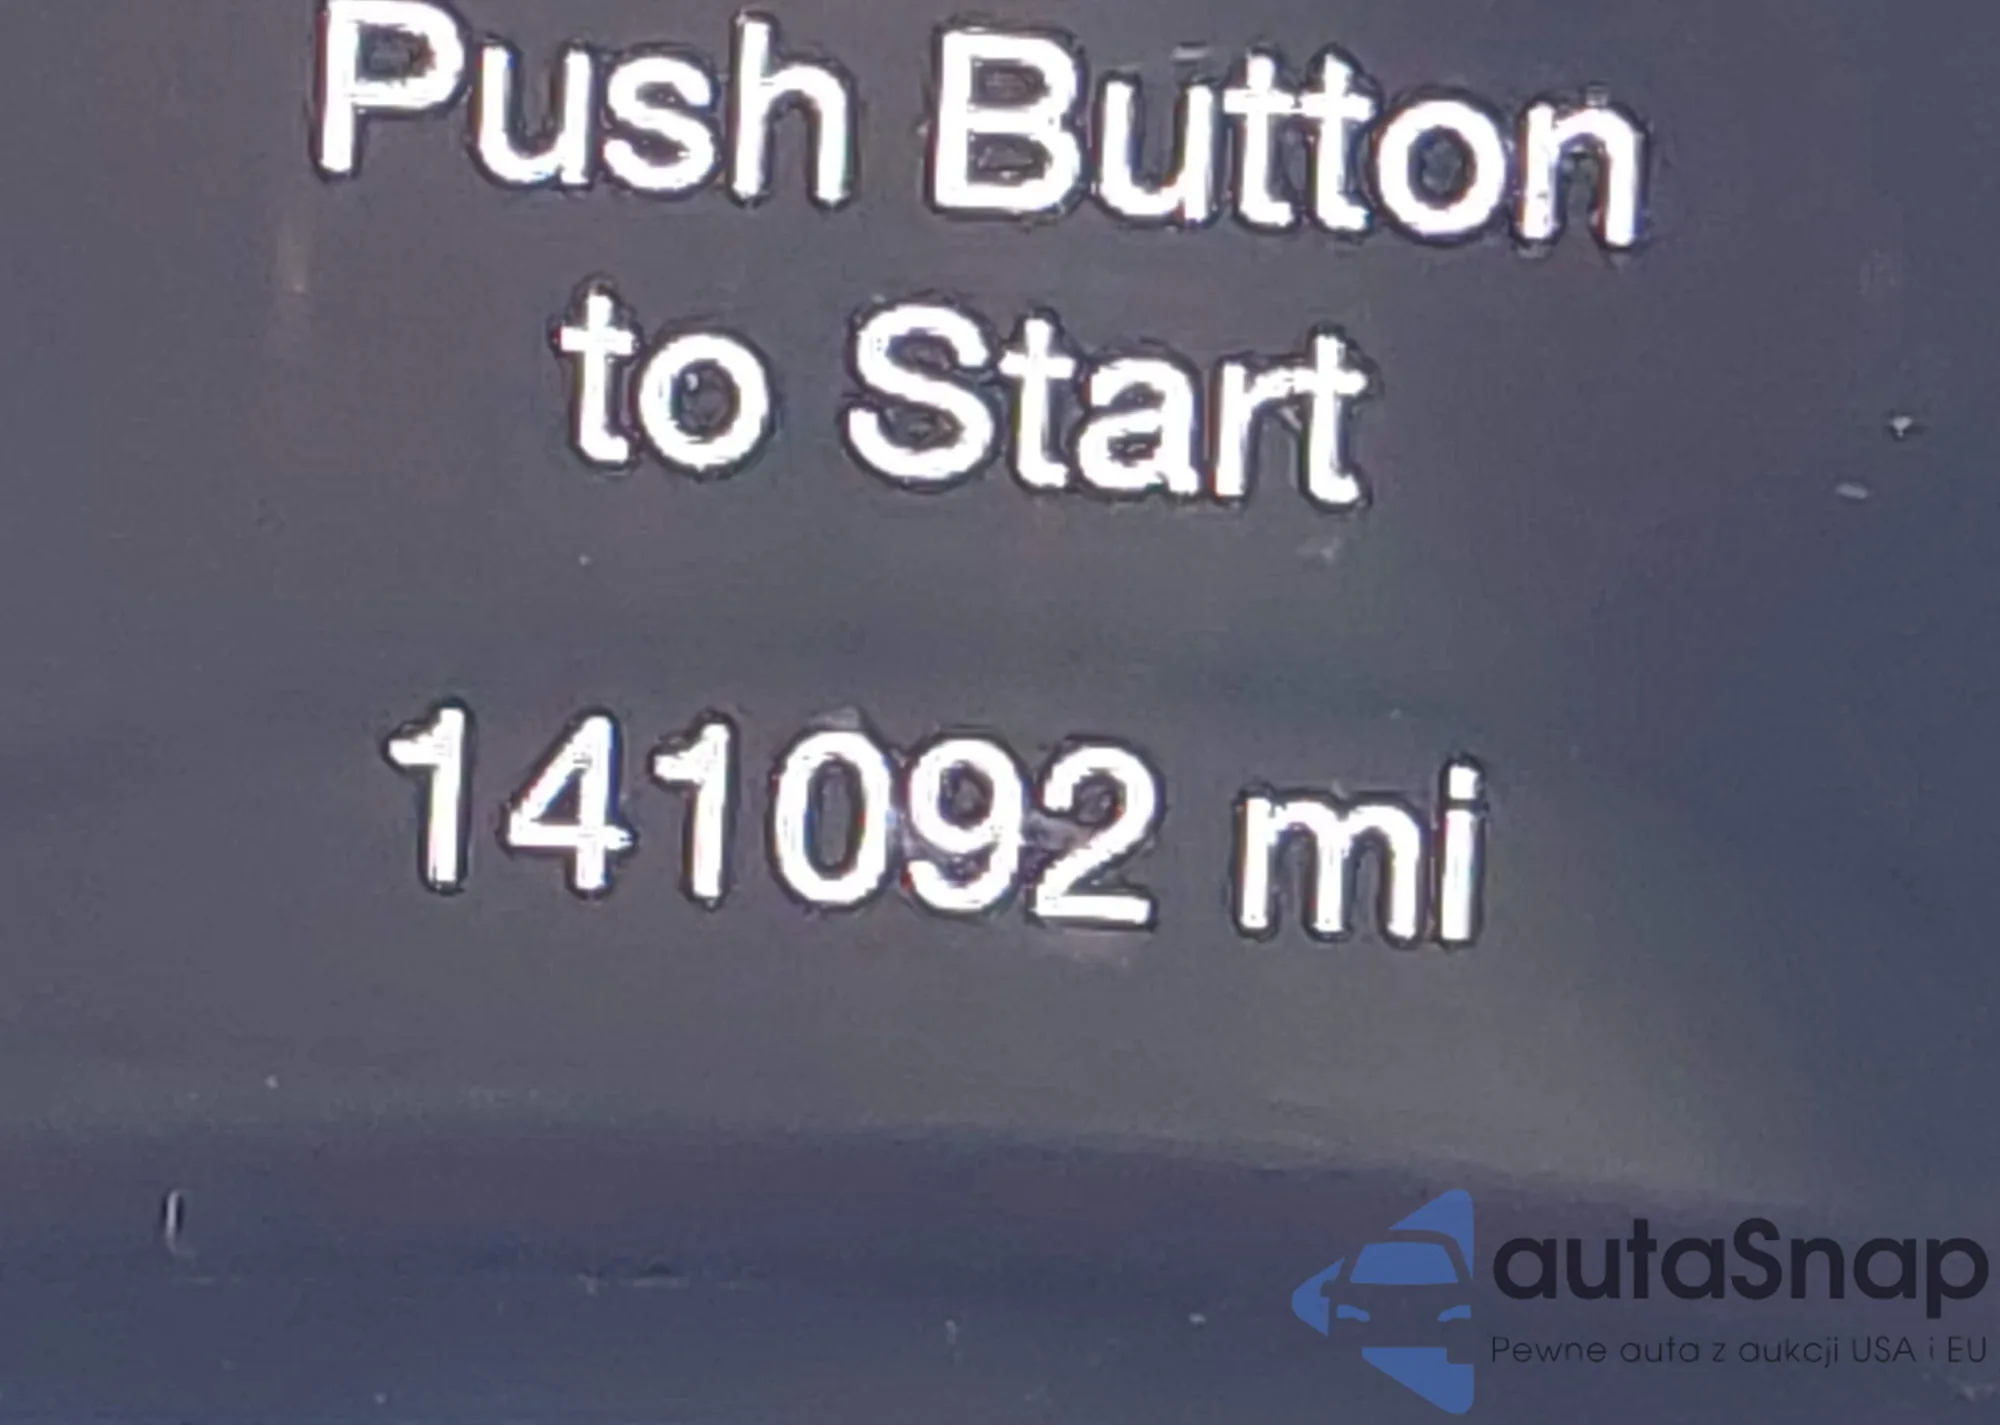 Push Button
to Start
141092 mi
autaSnap
Pewne auta z aukcji USA i EU